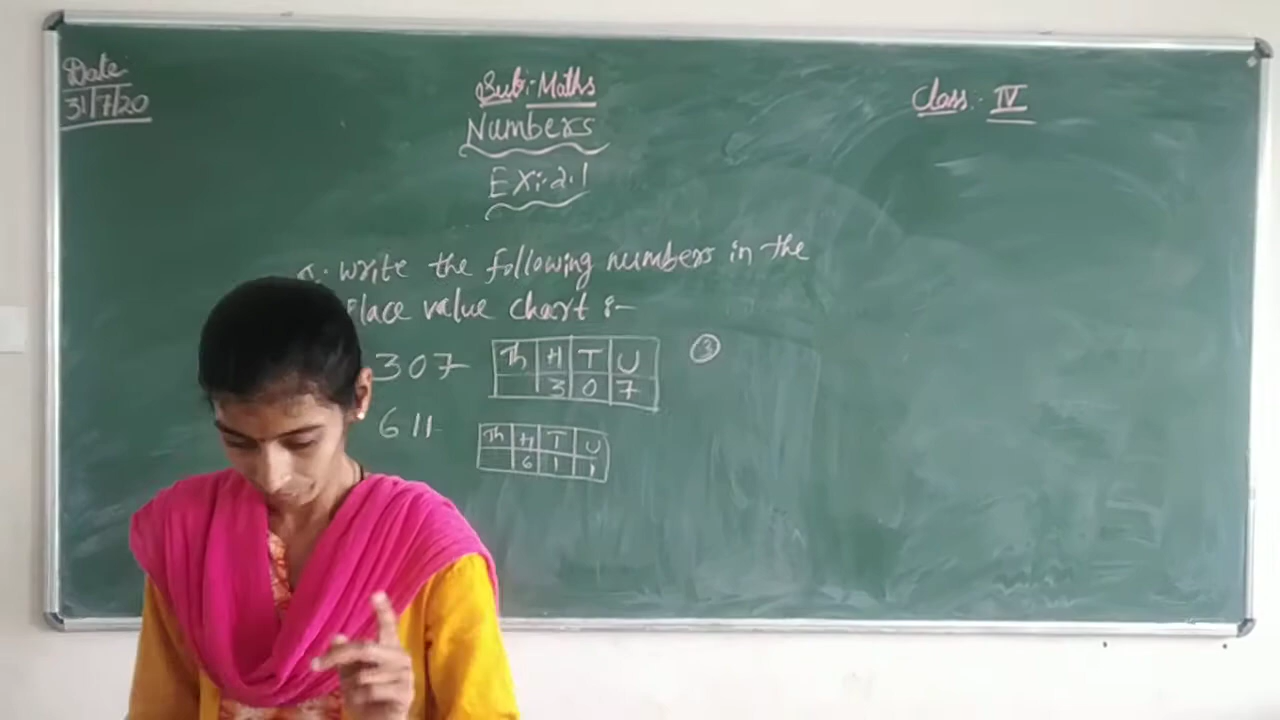 Date:
31/7/20
Sub:- Maths
Class:- IV
Numbers
EX:-2.1
I. Write the following numbers in the
Place value chart :-
307
Th H T U
3 0 7
③
611
Th H T U
6 1 1